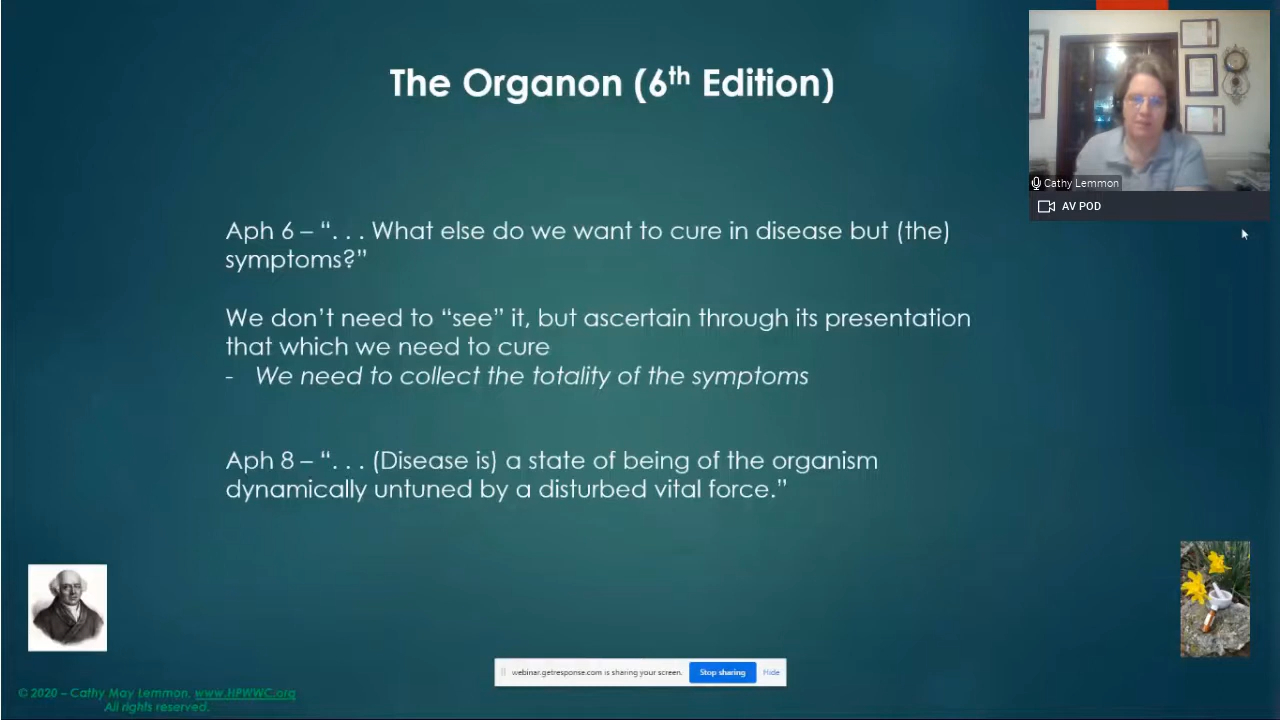 The Organon (6th Edition)
Cathy Lemmon
AV POD
Aph 6 – “. . . What else do we want to cure in disease but (the)
symptoms?”
We don’t need to “see” it, but ascertain through its presentation
that which we need to cure
- We need to collect the totality of the symptoms
Aph 8 – “. . . (Disease is) a state of being of the organism
dynamically untuned by a disturbed vital force.”
webinar.getresponse.com is sharing your screen. Stop sharing Hide
© 2020 – Cathy May Lemmon, www.HPWWC.org
All rights reserved.